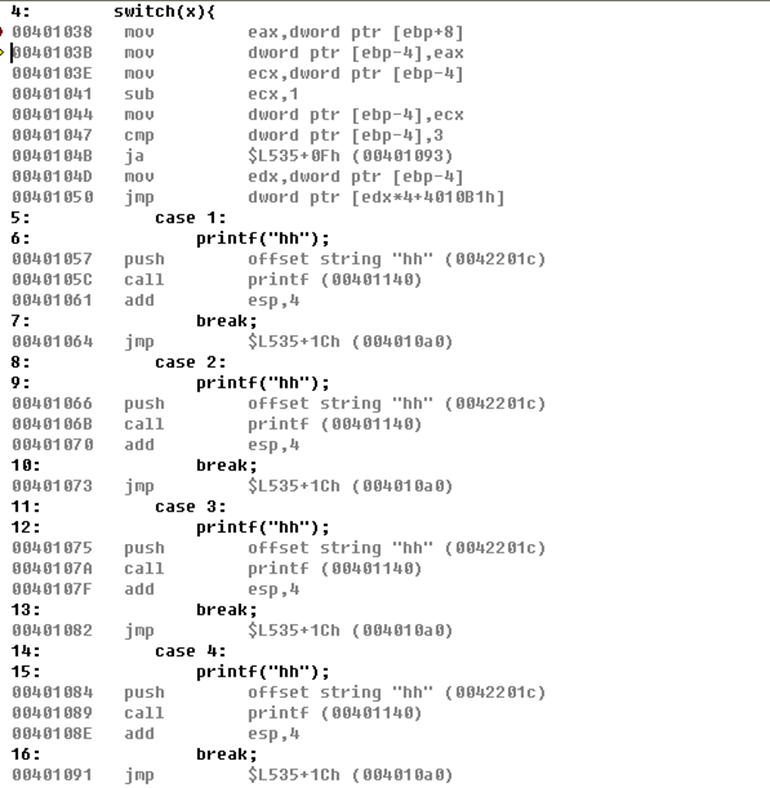 4: switch(x){
00401038 mov eax,dword ptr [ebp+8]
0040103B mov dword ptr [ebp-4],eax
0040103E mov ecx,dword ptr [ebp-4]
00401041 sub ecx,1
00401044 mov dword ptr [ebp-4],ecx
00401047 cmp dword ptr [ebp-4],3
0040104B ja $L535+0Fh (00401093)
0040104D mov edx,dword ptr [ebp-4]
00401050 jmp dword ptr [edx*4+4010B1h]
5: case 1:
6: printf("hh");
00401057 push offset string "hh" (0042201c)
0040105C call printf (00401140)
00401061 add esp,4
7: break;
00401064 jmp $L535+1Ch (004010a0)
8: case 2:
9: printf("hh");
00401066 push offset string "hh" (0042201c)
0040106B call printf (00401140)
00401070 add esp,4
10: break;
00401073 jmp $L535+1Ch (004010a0)
11: case 3:
12: printf("hh");
00401075 push offset string "hh" (0042201c)
0040107A call printf (00401140)
0040107F add esp,4
13: break;
00401082 jmp $L535+1Ch (004010a0)
14: case 4:
15: printf("hh");
00401084 push offset string "hh" (0042201c)
00401089 call printf (00401140)
0040108E add esp,4
16: break;
00401091 jmp $L535+1Ch (004010a0)